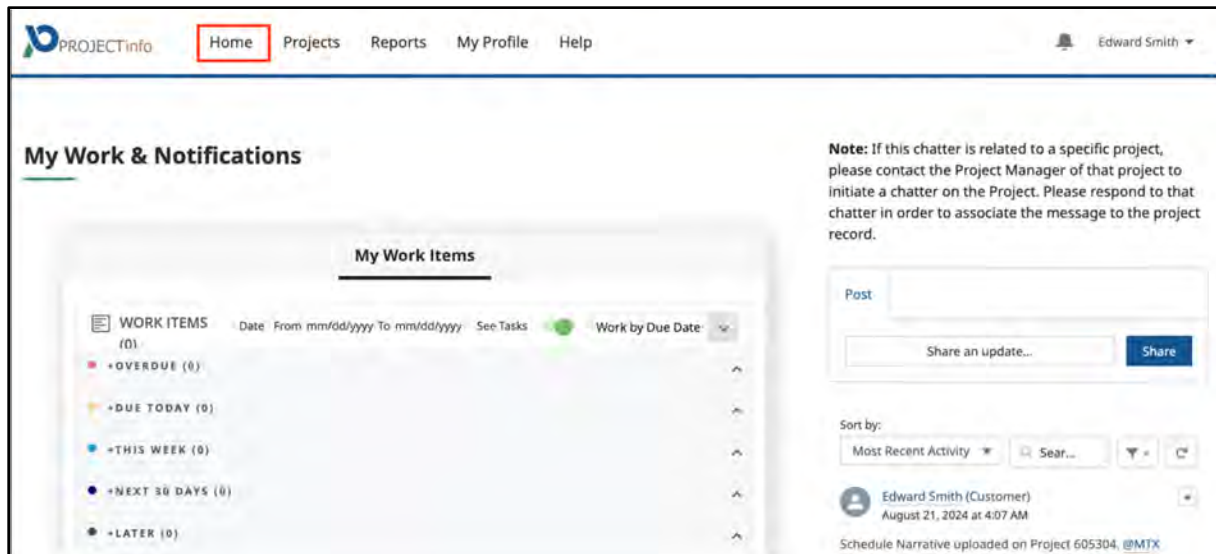 PROJECTinfo Home Projects Reports My Profile Help Edward Smith
My Work & Notifications
My Work Items
WORK ITEMS
(0)
Date From mm/dd/yyyy To mm/dd/yyyy See Tasks Work by Due Date
+OVERDUE (0)
+DUE TODAY (0)
+THIS WEEK (0)
+NEXT 30 DAYS (0)
+LATER (0)
Note: If this chatter is related to a specific project,
please contact the Project Manager of that project to
initiate a chatter on the Project. Please respond to that
chatter in order to associate the message to the project
record.
Post
Share an update...
Share
Sort by:
Most Recent Activity
Sear...
Edward Smith (Customer)
August 21, 2024 at 4:07 AM
Schedule Narrative uploaded on Project 605304. @MTX